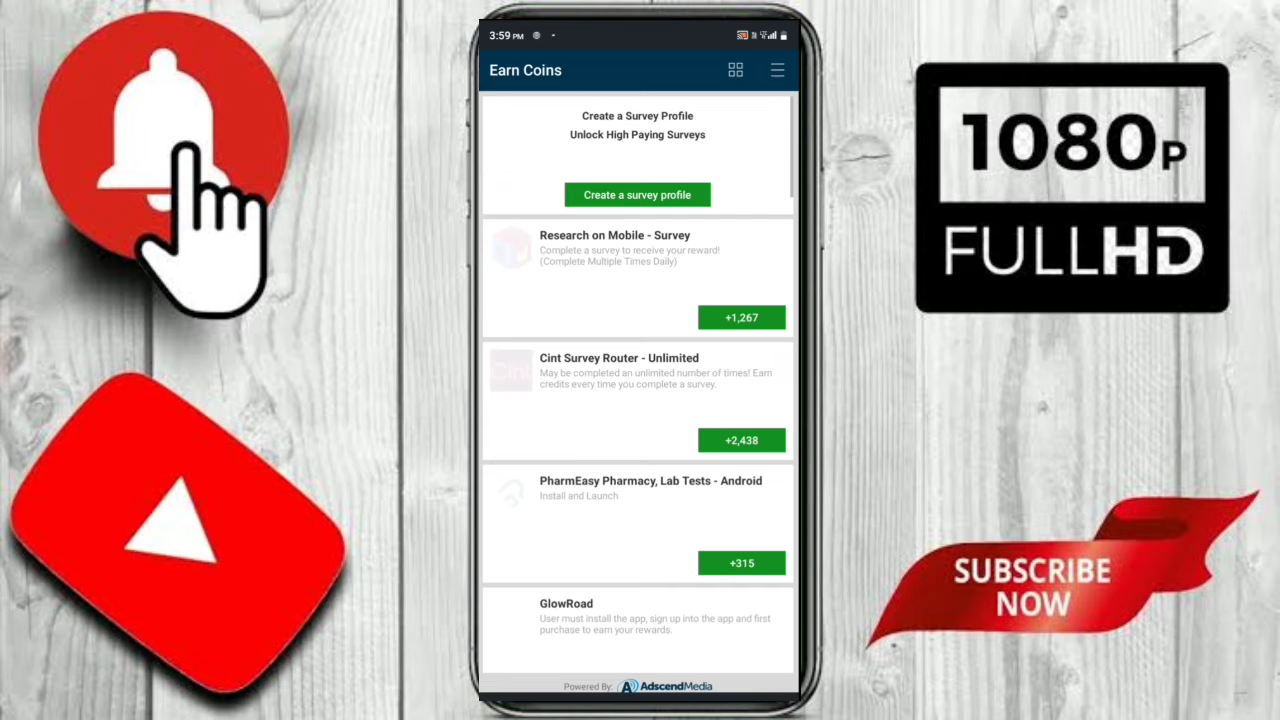 3:59 PM
Earn Coins
Create a Survey Profile
Unlock High Paying Surveys
Create a survey profile
Research on Mobile - Survey
Complete a survey to receive your reward!
(Complete Multiple Times Daily)
+1,267
Cint
Cint Survey Router - Unlimited
May be completed an unlimited number of times! Earn
credits every time you complete a survey.
+2,438
PharmEasy Pharmacy, Lab Tests - Android
Install and Launch
+315
GlowRoad
User must install the app, sign up into the app and first
purchase to earn your rewards.
Powered By: AdscendMedia
1080p
FULLHD
SUBSCRIBE
NOW